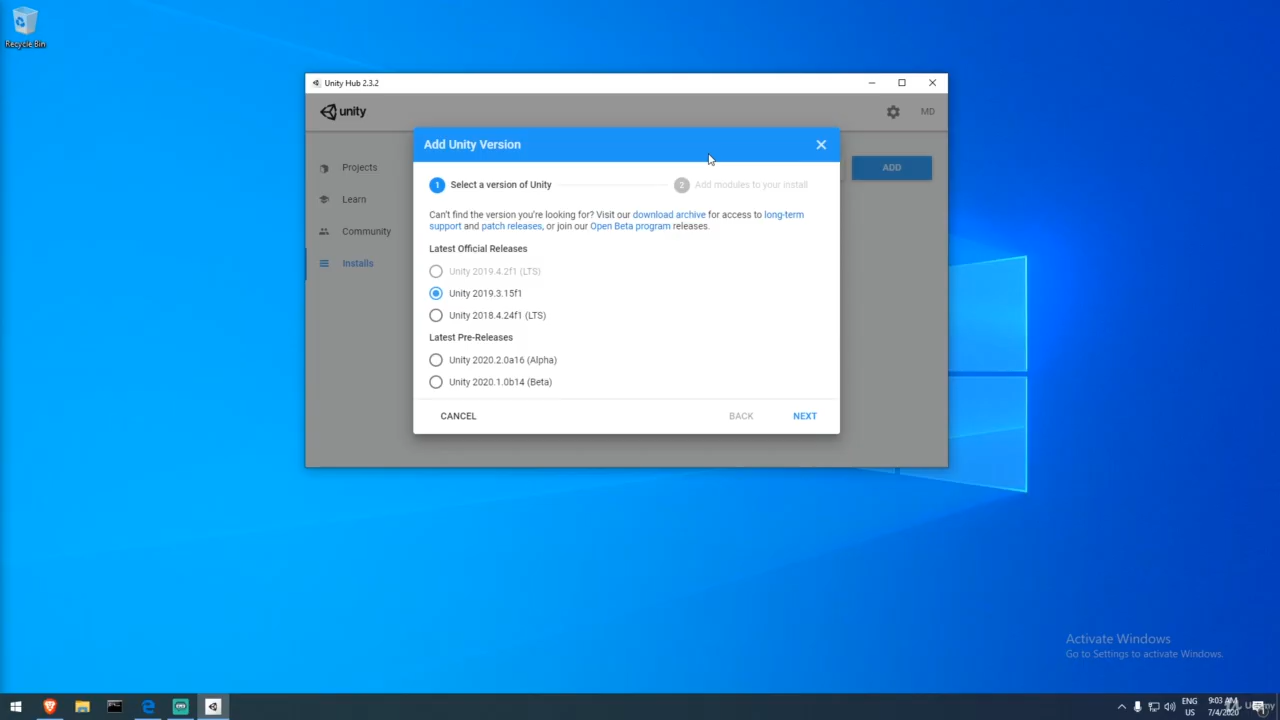 Recycle Bin
Unity Hub 2.3.2
unity
MD
Projects
Learn
Community
Installs
ADD
Add Unity Version
1 Select a version of Unity
2 Add modules to your install
Can't find the version you're looking for? Visit our download archive for access to long-term
support and patch releases, or join our Open Beta program releases.
Latest Official Releases
Unity 2019.4.2f1 (LTS)
Unity 2019.3.15f1
Unity 2018.4.24f1 (LTS)
Latest Pre-Releases
Unity 2020.2.0a16 (Alpha)
Unity 2020.1.0b14 (Beta)
CANCEL
BACK
NEXT
Activate Windows
Go to Settings to activate Windows.
ENG
US
9:03 AM
7/4/2020
Udemy